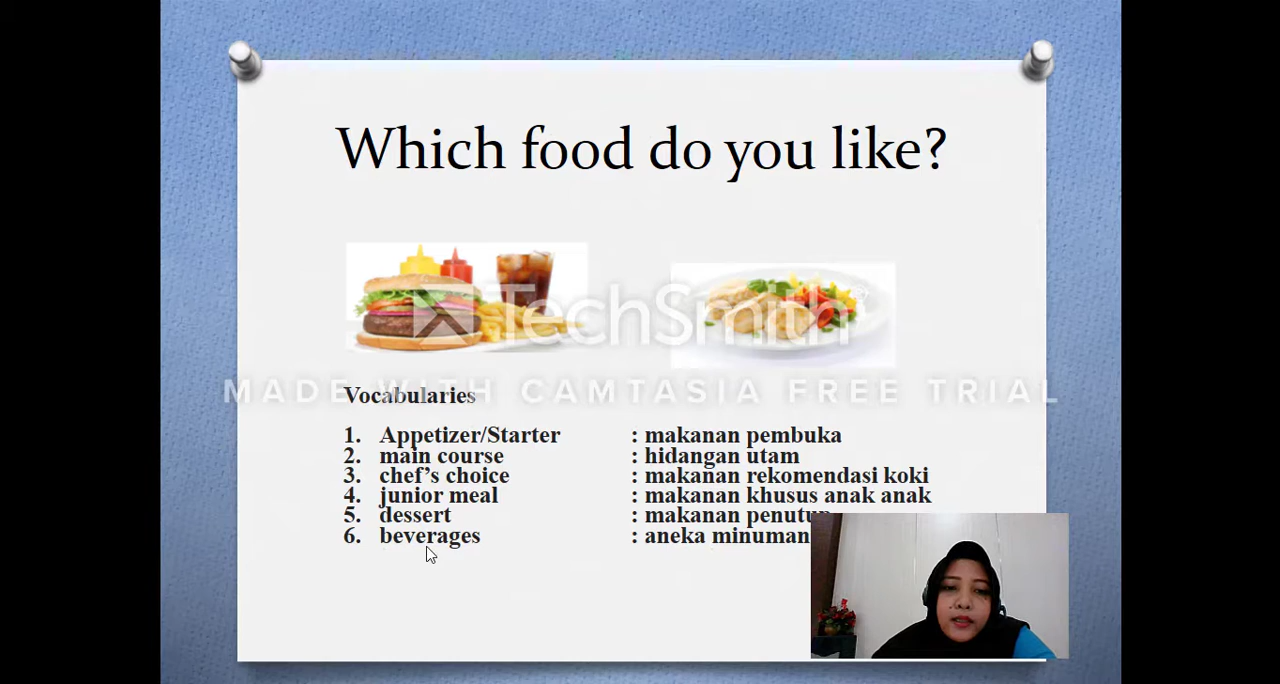 Which food do you like?
TechSmith
MADE WITH CAMTASIA FREE TRIAL
Vocabularies
1. Appetizer/Starter : makanan pembuka
2. main course : hidangan utam
3. chef's choice : makanan rekomendasi koki
4. junior meal : makanan khusus anak anak
5. dessert : makanan penutup
6. beverages : aneka minuman